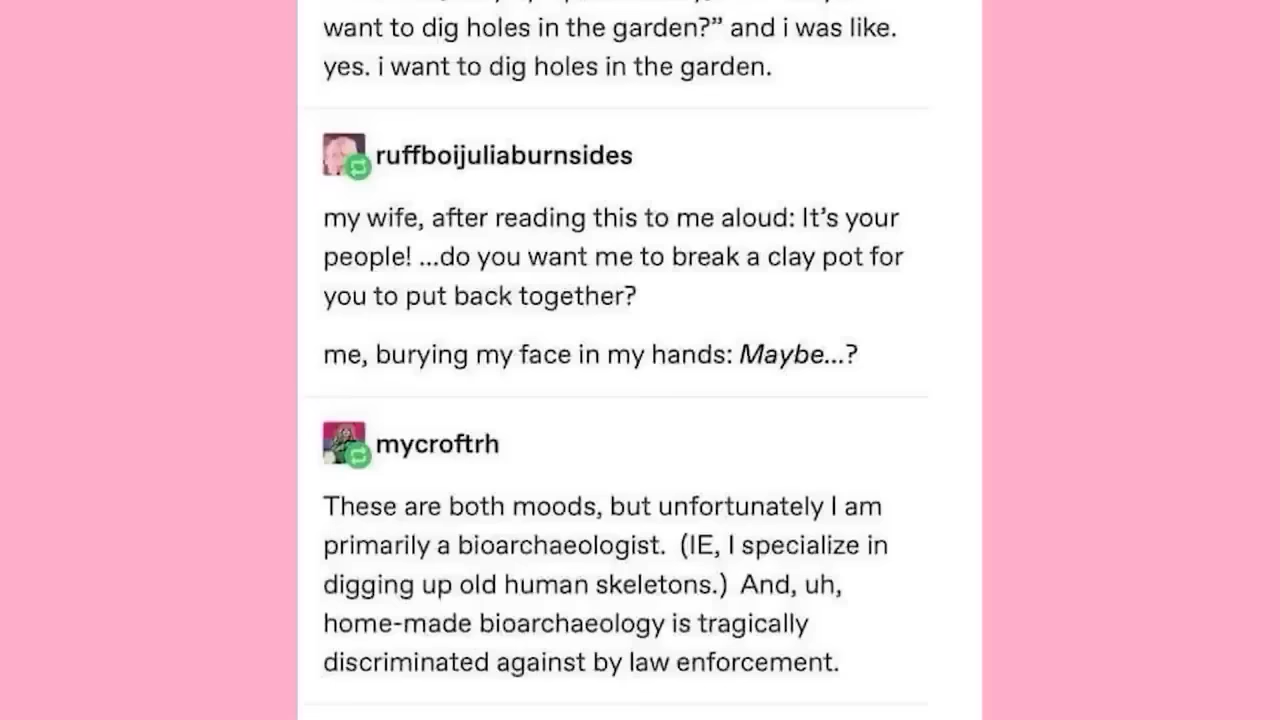 want to dig holes in the garden?” and i was like.
yes. i want to dig holes in the garden.
ruffboijuliaburnsides
my wife, after reading this to me aloud: It’s your
people! ...do you want me to break a clay pot for
you to put back together?
me, burying my face in my hands: Maybe...?
mycroftrh
These are both moods, but unfortunately I am
primarily a bioarchaeologist.  (IE, I specialize in
digging up old human skeletons.)  And, uh,
home-made bioarchaeology is tragically
discriminated against by law enforcement.